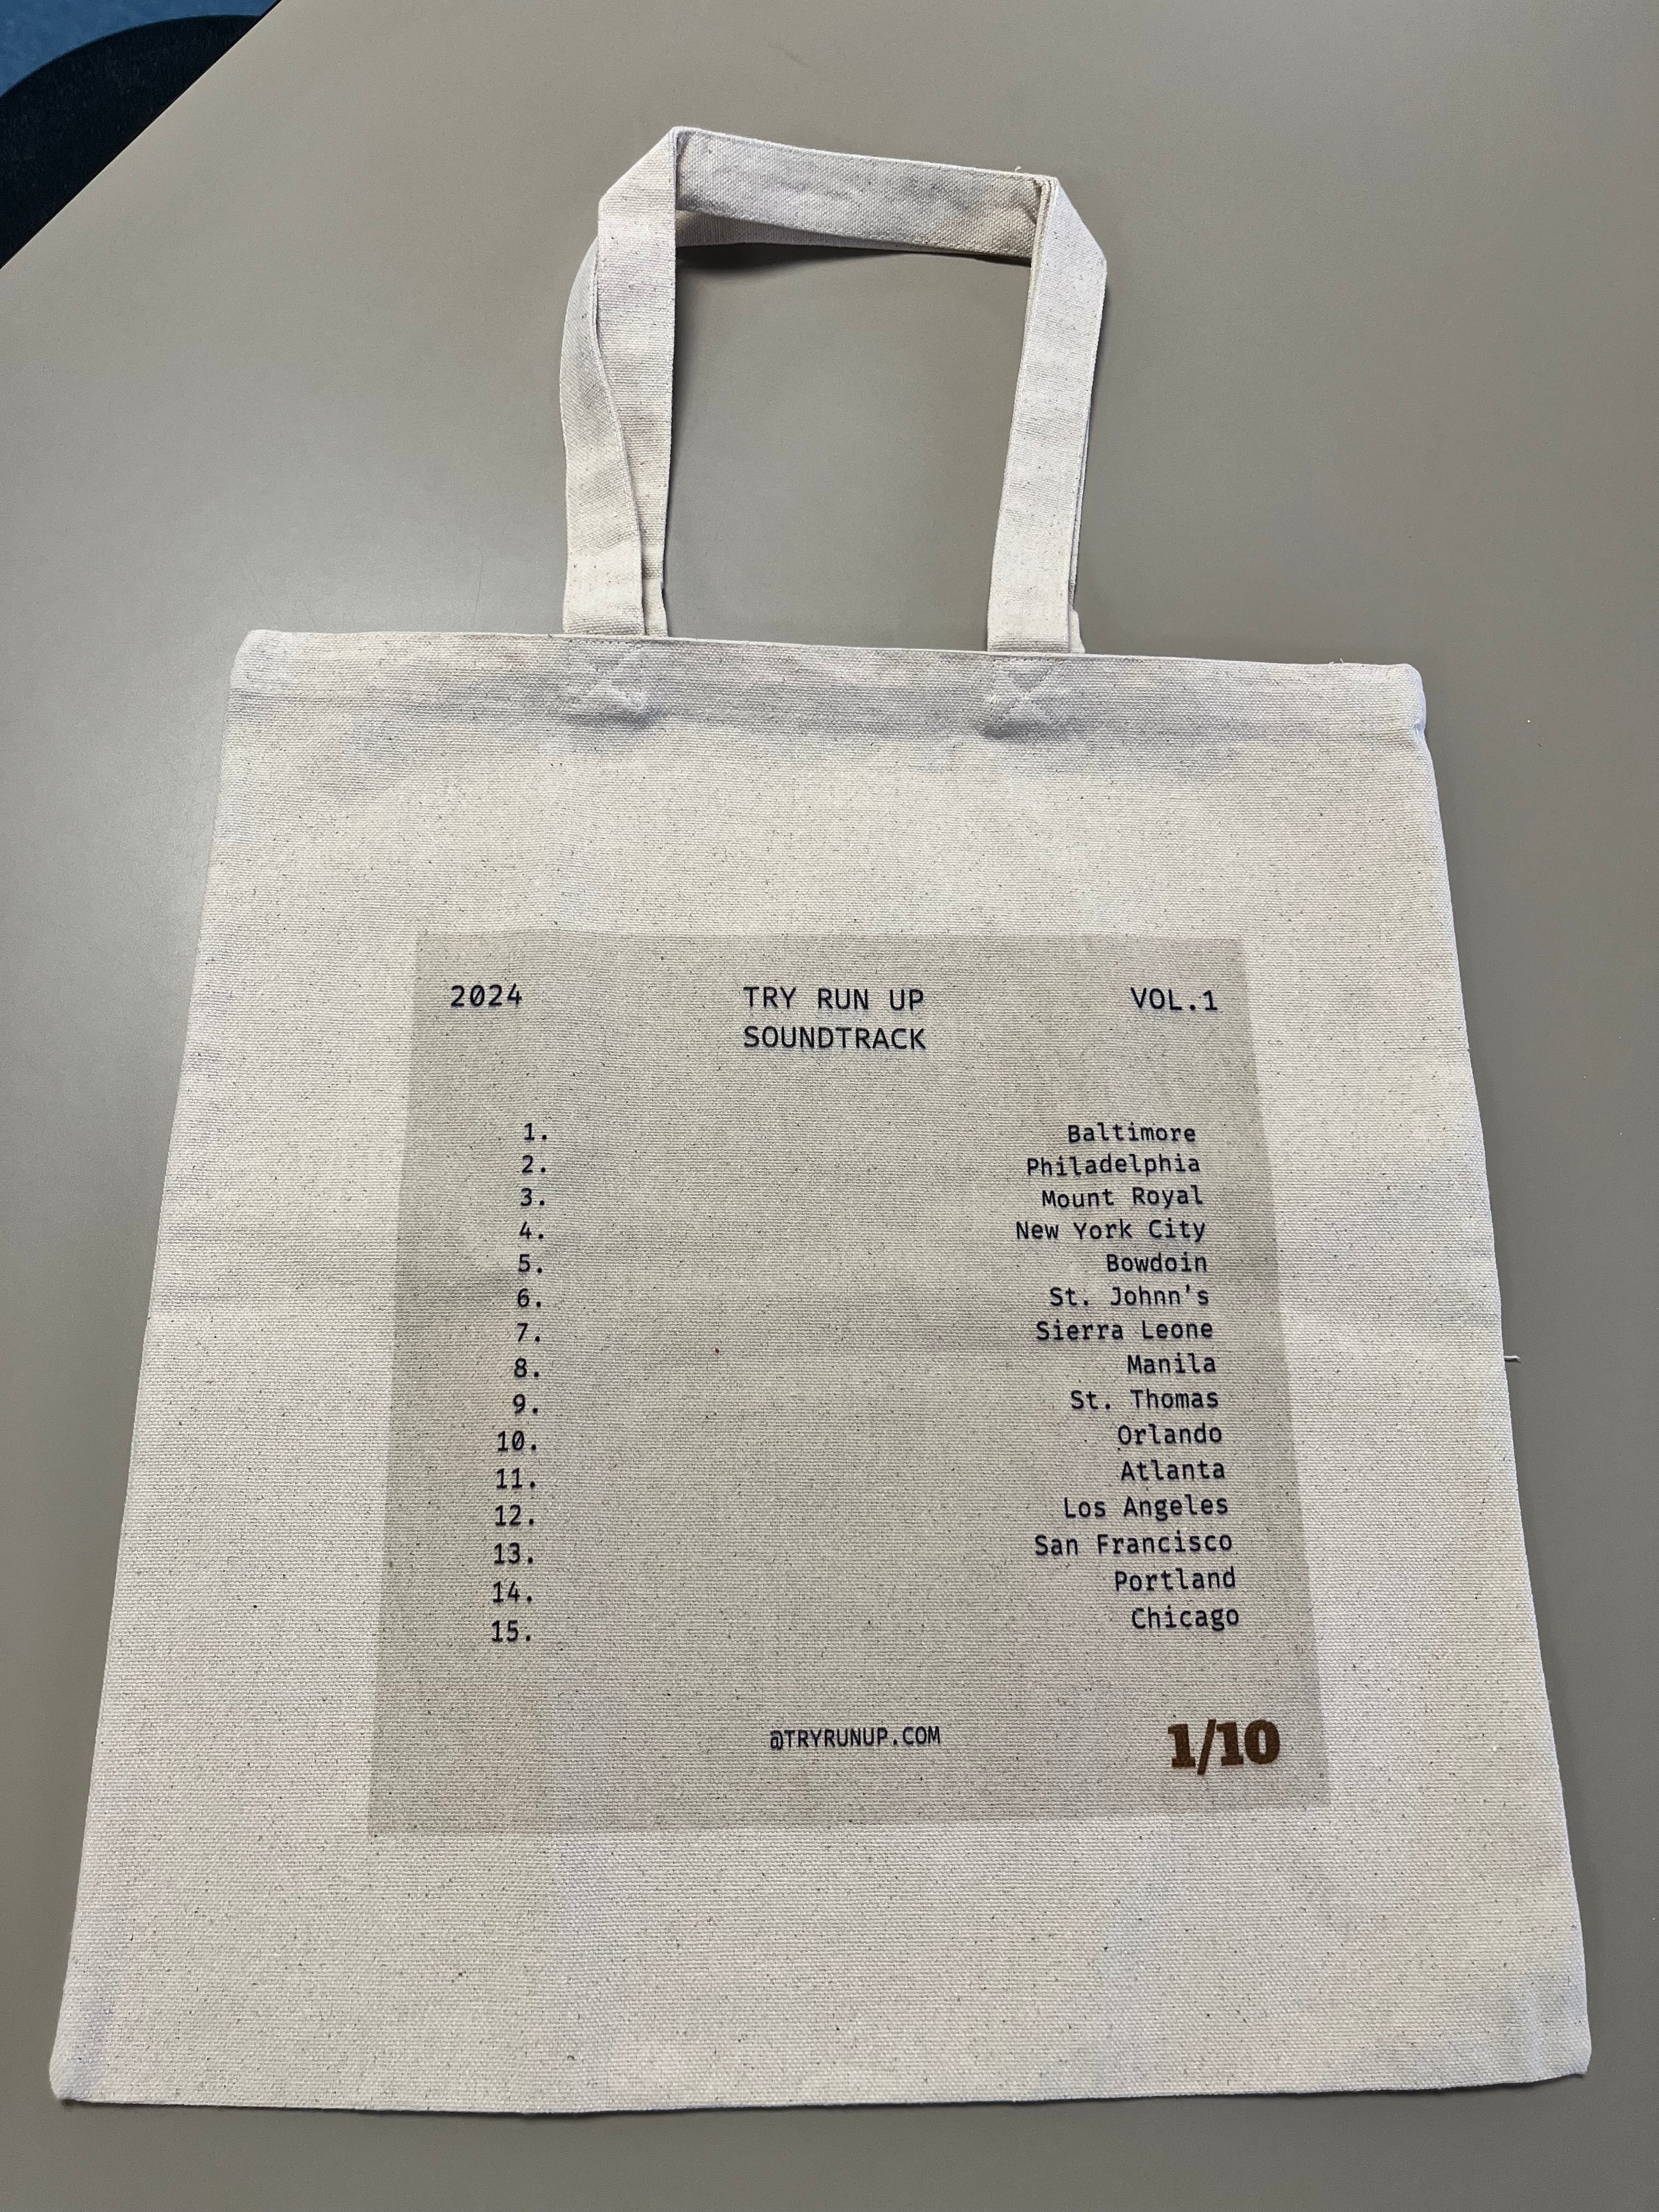 2024 TRY RUN UP VOL.1
SOUNDTRACK
1. Baltimore
2. Philadelphia
3. Mount Royal
4. New York City
5. Bowdoin
6. St. Johnn's
7. Sierra Leone
8. Manila
9. St. Thomas
10. Orlando
11. Atlanta
12. Los Angeles
13. San Francisco
14. Portland
15. Chicago
@TRYRUNUP.COM 1/10